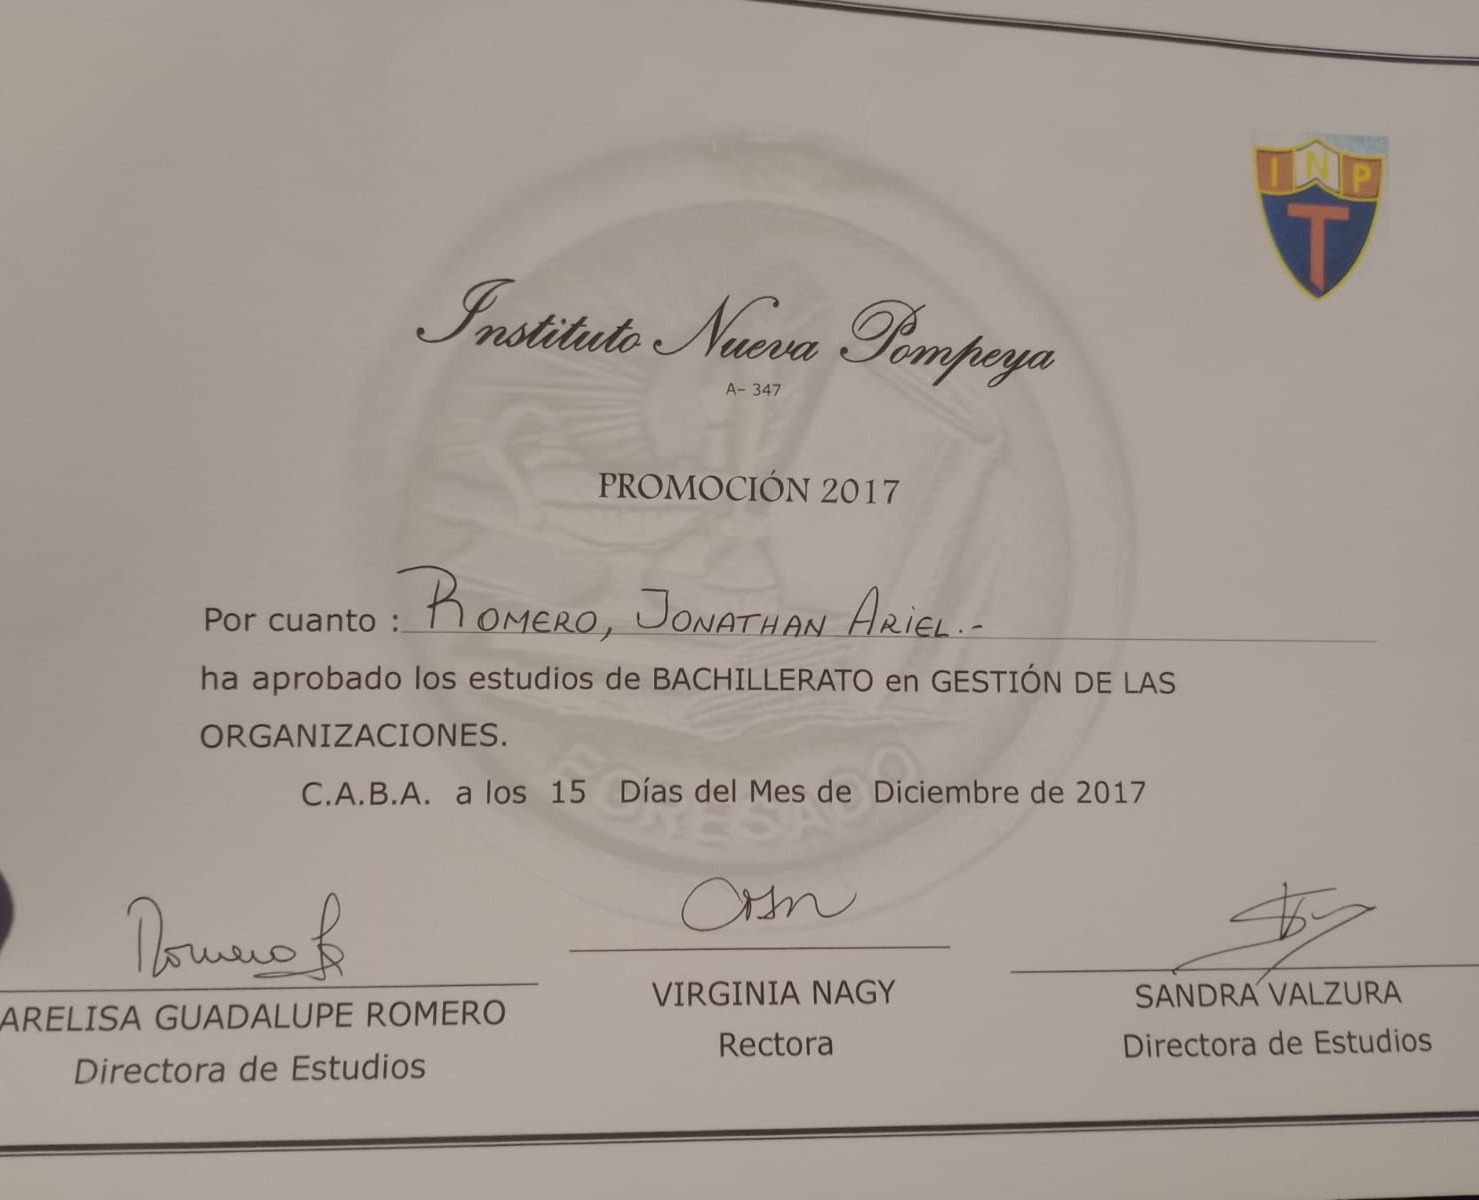 I N P
T
Instituto Nueva Pompeya
A- 347
PROMOCIÓN 2017
Por cuanto : ROMERO, JONATHAN ARIEL.-
ha aprobado los estudios de BACHILLERATO en GESTIÓN DE LAS
ORGANIZACIONES.
C.A.B.A. a los 15 Días del Mes de Diciembre de 2017
EGRESADO
Romero
ARELISA GUADALUPE ROMERO
Directora de Estudios
VIRGINIA NAGY
Rectora
SANDRA VALZURA
Directora de Estudios